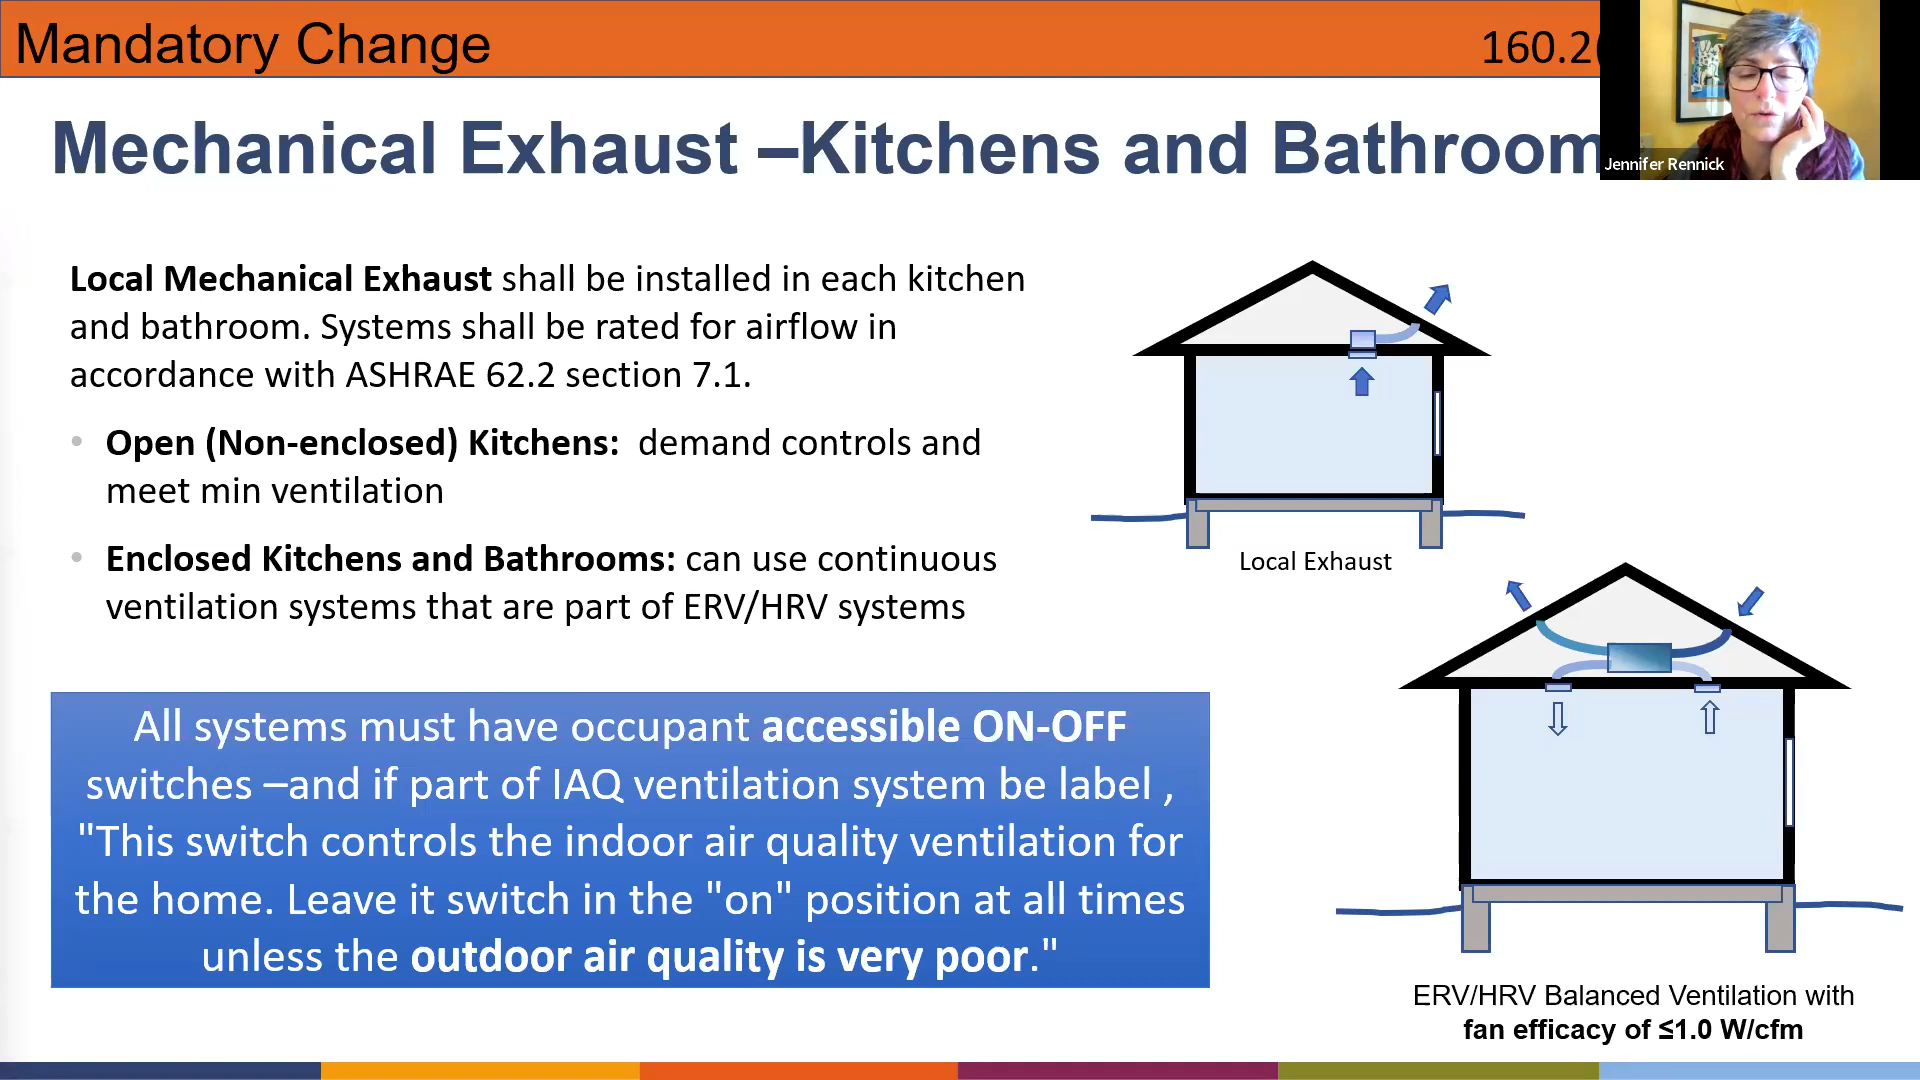 Mandatory Change
160.2(
Jennifer Rennick
Mechanical Exhaust –Kitchens and Bathroom
Local Mechanical Exhaust shall be installed in each kitchen
and bathroom. Systems shall be rated for airflow in
accordance with ASHRAE 62.2 section 7.1.
• Open (Non-enclosed) Kitchens:  demand controls and
meet min ventilation
• Enclosed Kitchens and Bathrooms: can use continuous
ventilation systems that are part of ERV/HRV systems
All systems must have occupant accessible ON-OFF
switches –and if part of IAQ ventilation system be label ,
"This switch controls the indoor air quality ventilation for
the home. Leave it switch in the "on" position at all times
unless the outdoor air quality is very poor."
Local Exhaust
ERV/HRV Balanced Ventilation with
fan efficacy of ≤1.0 W/cfm